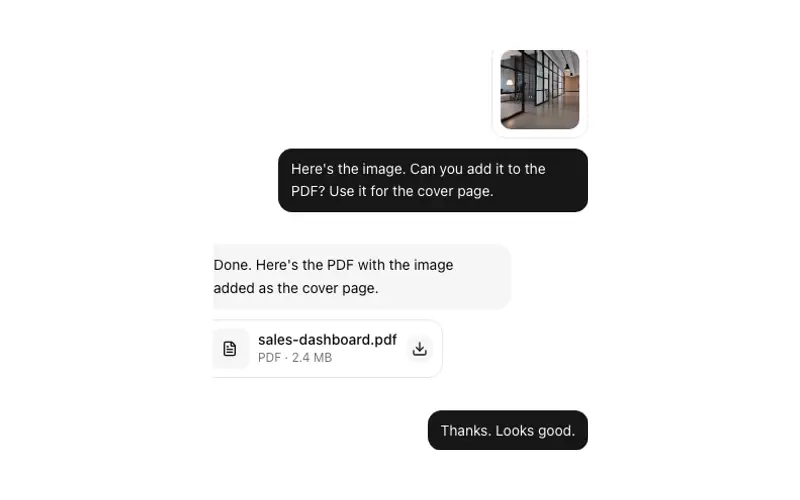 Here's the image. Can you add it to the
PDF? Use it for the cover page.
Done. Here's the PDF with the image
added as the cover page.
sales-dashboard.pdf
PDF · 2.4 MB
Thanks. Looks good.